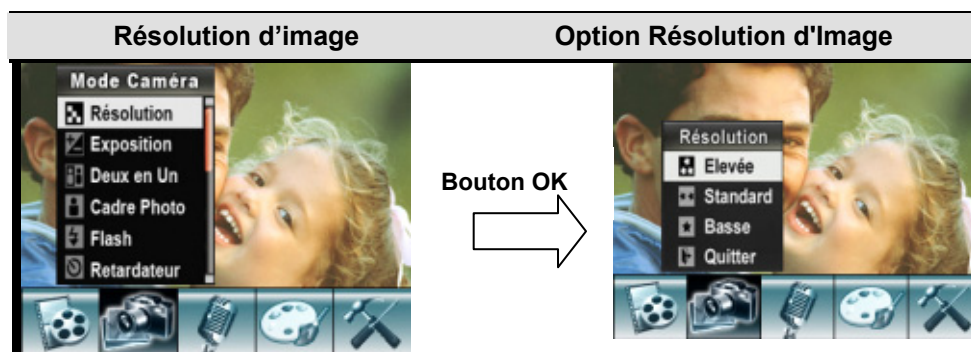 Résolution d’image
Option Résolution d'Image
Mode Caméra
Résolution
Exposition
Deux en Un
Cadre Photo
Flash
Retardateur
Bouton OK
Résolution
Elevée
Standard
Basse
Quitter